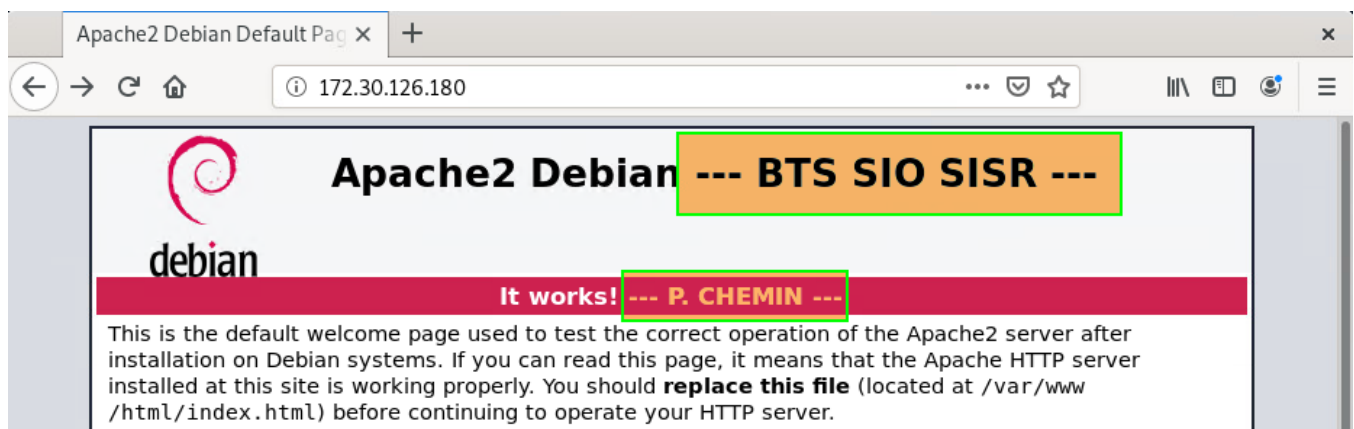 Apache2 Debian Default Pag
172.30.126.180
Apache2 Debian --- BTS SIO SISR ---
debian
It works! --- P. CHEMIN ---
This is the default welcome page used to test the correct operation of the Apache2 server after
installation on Debian systems. If you can read this page, it means that the Apache HTTP server
installed at this site is working properly. You should replace this file (located at /var/www
/html/index.html) before continuing to operate your HTTP server.